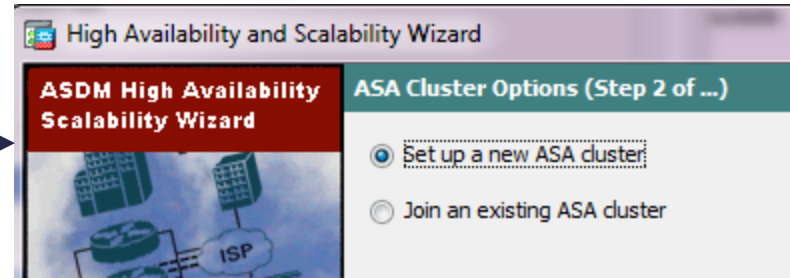 High Availability and Scalability Wizard
ASDM High Availability
Scalability Wizard
ASA Cluster Options (Step 2 of ...)
Set up a new ASA cluster
Join an existing ASA cluster
ISP